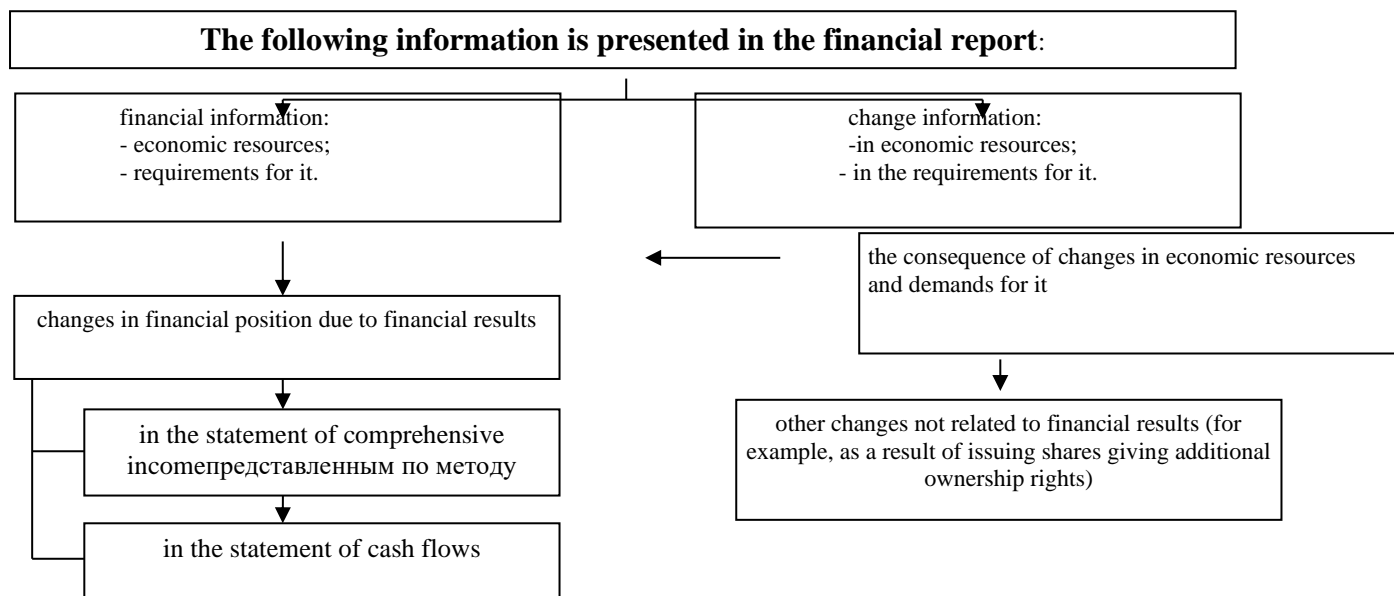 The following information is presented in the financial report:
financial information:
- economic resources;
- requirements for it.
change information:
-in economic resources;
- in the requirements for it.
the consequence of changes in economic resources
and demands for it
changes in financial position due to financial results
in the statement of comprehensive
incomeпредставленным по методу
in the statement of cash flows
other changes not related to financial results (for
example, as a result of issuing shares giving additional
ownership rights)